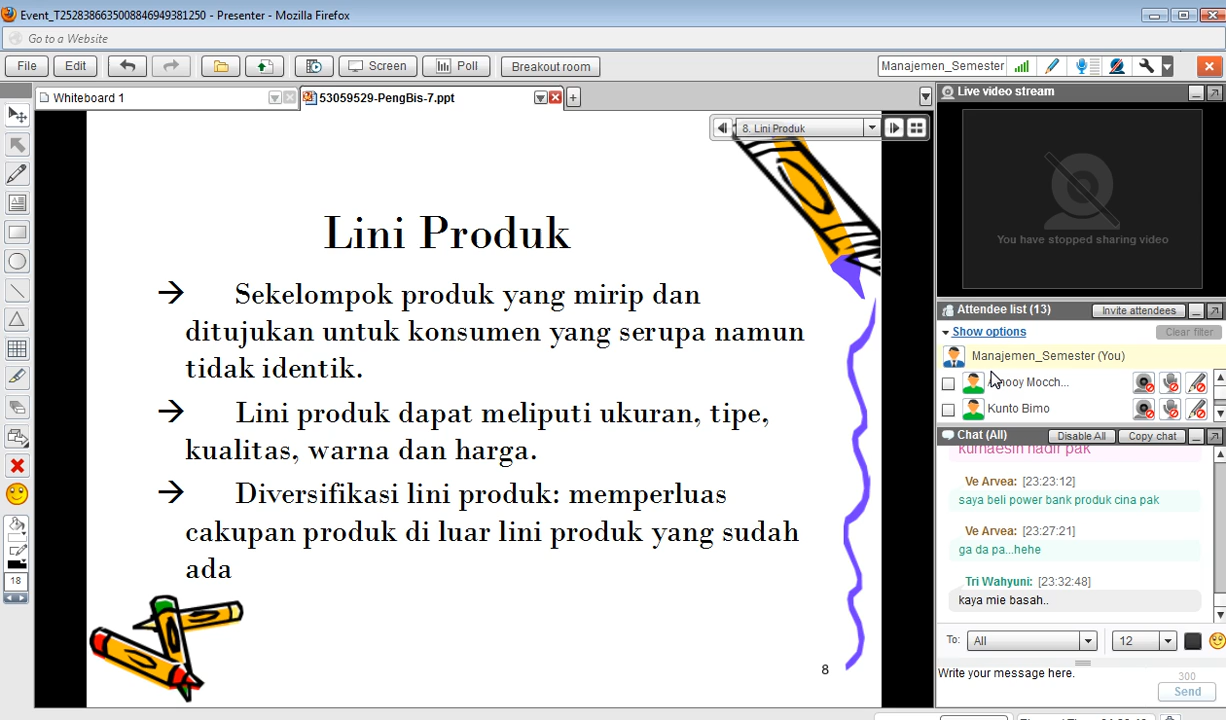 Event_T2528386635008846949381250 - Presenter - Mozilla Firefox
Go to a Website
File Edit Screen Poll Breakout room Manajemen_Semester
Whiteboard 1 53059529-PengBis-7.ppt
8. Lini Produk
Lini Produk
→ Sekelompok produk yang mirip dan
ditujukan untuk konsumen yang serupa namun
tidak identik.
→ Lini produk dapat meliputi ukuran, tipe,
kualitas, warna dan harga.
→ Diversifikasi lini produk: memperluas
cakupan produk di luar lini produk yang sudah
ada
8
18
Live video stream
You have stopped sharing video
Attendee list (13) Invite attendees
Show options Clear filter
Manajemen_Semester (You)
Mocch...
Kunto Bimo
Chat (All) Disable All Copy chat
kumaesin hadir pak
Ve Arvea: [23:23:12]
saya beli power bank produk cina pak
Ve Arvea: [23:27:21]
ga da pa...hehe
Tri Wahyuni: [23:32:48]
kaya mie basah..
To: All 12
Write your message here.
300
Send